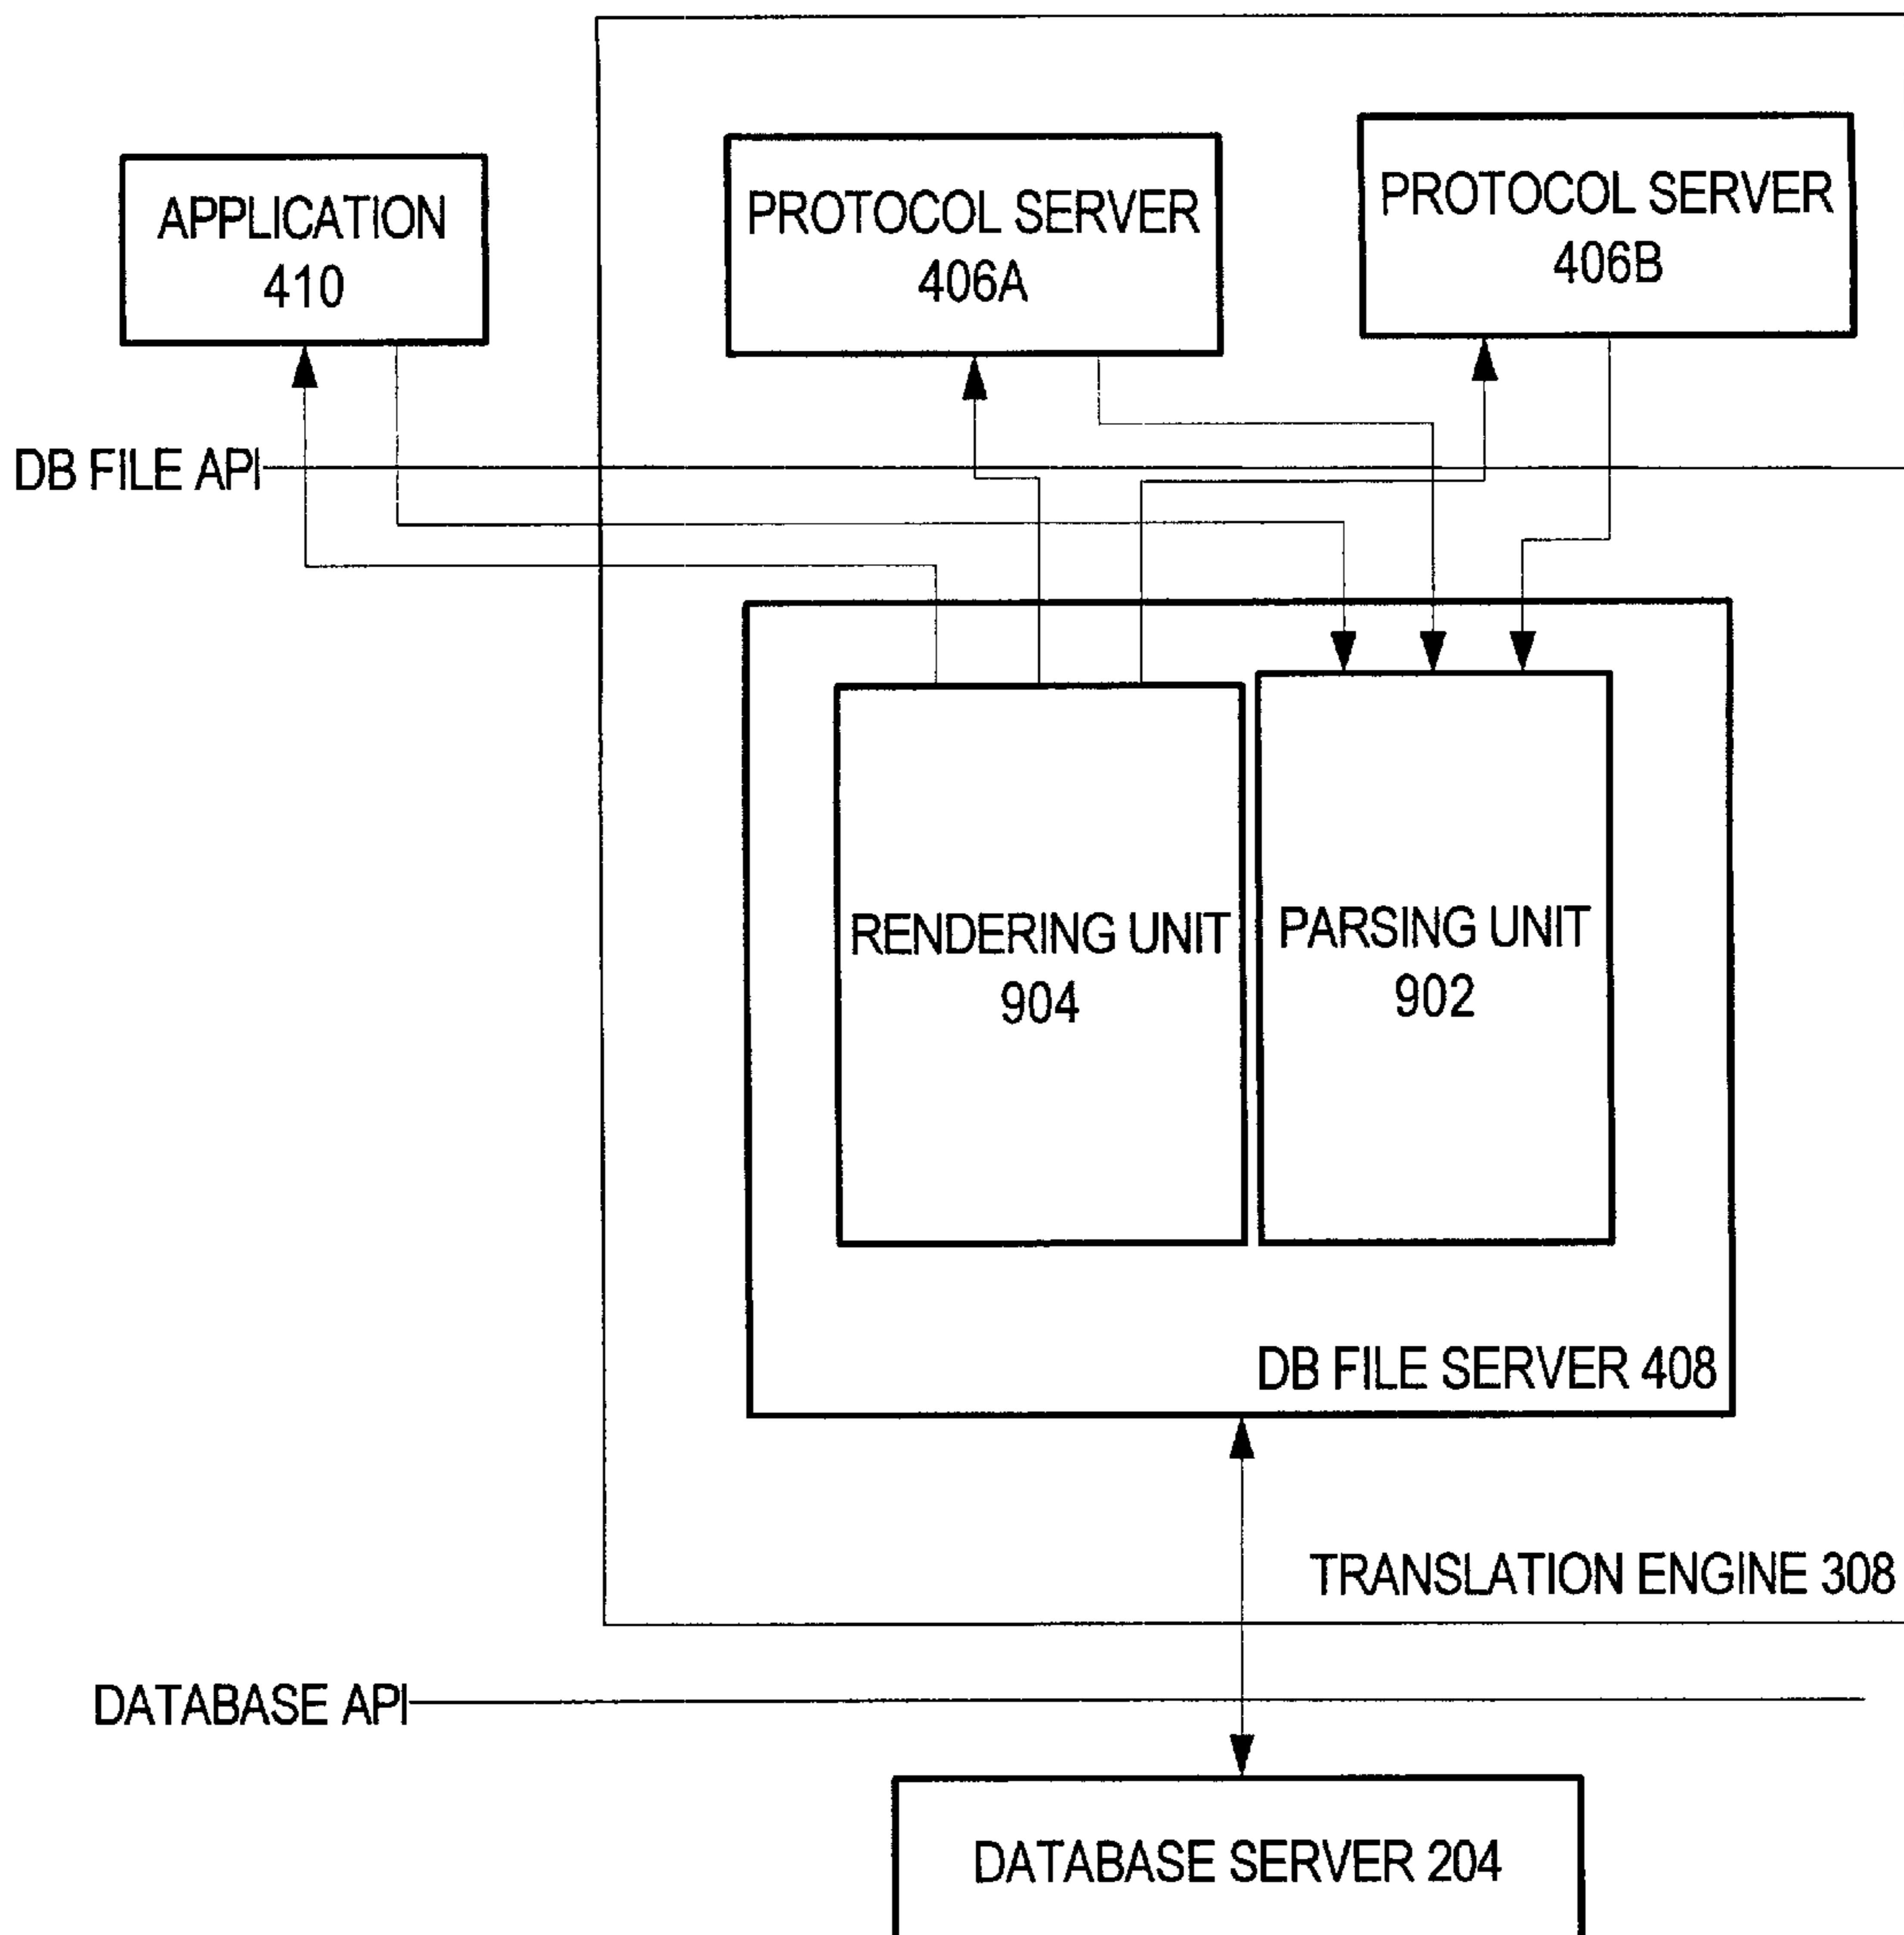 APPLICATION
410
PROTOCOL SERVER
406A
PROTOCOL SERVER
406B
DB FILE API
RENDERING UNIT
904
PARSING UNIT
902
DB FILE SERVER 408
TRANSLATION ENGINE 308
DATABASE API
DATABASE SERVER 204